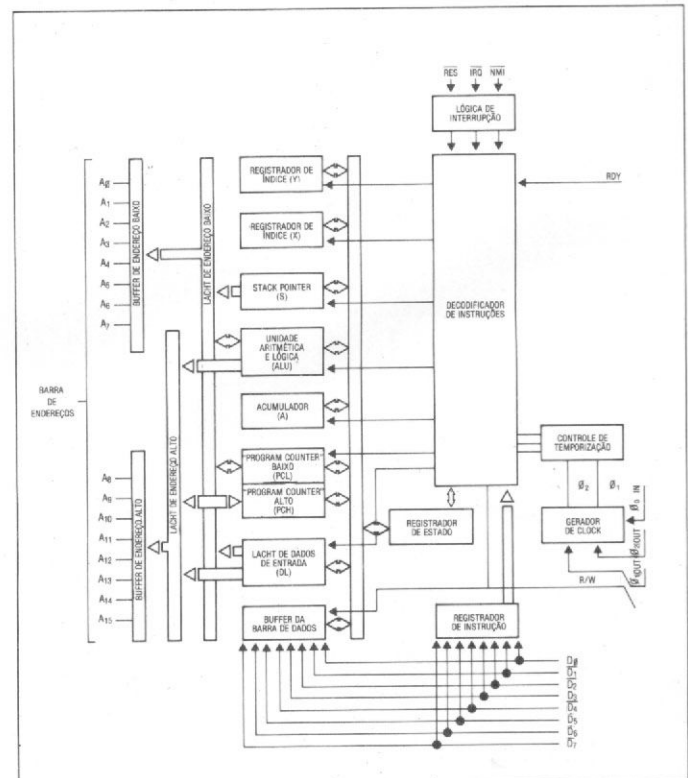 RES IRQ NMI
LÓGICA DE
INTERRUPÇÃO
RDY
DECODIFICADOR
DE INSTRUÇÕES
REGISTRADOR DE
ÍNDICE (Y)
REGISTRADOR DE
ÍNDICE (X)
STACK POINTER
(S)
UNIDADE
ARITMÉTICA
E LÓGICA
(ALU)
ACUMULADOR
(A)
"PROGRAM COUNTER"
BAIXO
(PCL)
"PROGRAM COUNTER"
ALTO
(PCH)
LACHT DE DADOS
DE ENTRADA
(DL)
BUFFER DA
BARRA DE DADOS
REGISTRADOR
DE ESTADO
REGISTRADOR
DE INSTRUÇÃO
CONTROLE DE
TEMPORIZAÇÃO
Ø2 Ø1
GERADOR
DE CLOCK
Ø0 IN
Ø2OUT
Ø1OUT
R/W
BARRA
DE
ENDEREÇOS
AØ
A1
A2
A3
A4
A5
A6
A7
BUFFER DE ENDEREÇO BAIXO
LACHT DE ENDEREÇO BAIXO
A8
A9
A10
A11
A12
A13
A14
A15
BUFFER DE ENDEREÇO ALTO
LACHT DE ENDEREÇO ALTO
DØ
D1
D2
D3
D4
D5
D6
D7